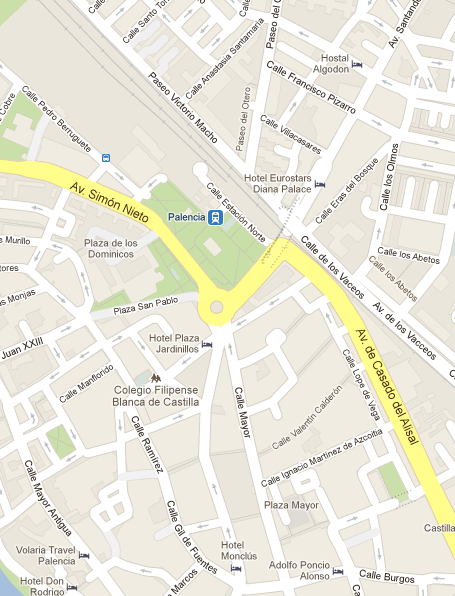 Calle Santo Tor
Calle Anastasia Santamaria
Paseo del O
Av. Santande
Hostal
Algodon
Calle Francisco Pizarro
Paseo Victorio Macho
Paseo del Otero
Calle Villacasares
Cobre
Calle Pedro Berruguete
Hotel Eurostars
Diana Palace
Calle Eras del Bosque
Calle los Olmos
Av. Simón Nieto
Palencia
Calle Estación Norte
Murillo
Plaza de los
Dominicos
Calle de los Vaceos
Calle los Abetos
Calle los Abetos
tores
as Monjas
Plaza San Pablo
Av. de los Vacceos
Juan XXIII
Hotel Plaza
Jardinillos
Av. de Casado del Alisal
Calle Manflorido
Colegio Filipense
Blanca de Castilla
Calle Lope de Vega
Calle Mayor
Calle Valentín Calderón
Calle Ramírez
Calle Ignacio Martínez de Azcoitia
Calle Mayor Antigua
Plaza Mayor
Calle Gil de Fuentes
Castilla
Volaria Travel
Palencia
Hotel
Monclús
Adolfo Poncio
Alonso
Calle Burgos
Hotel Don
Rodrigo
n Marcos